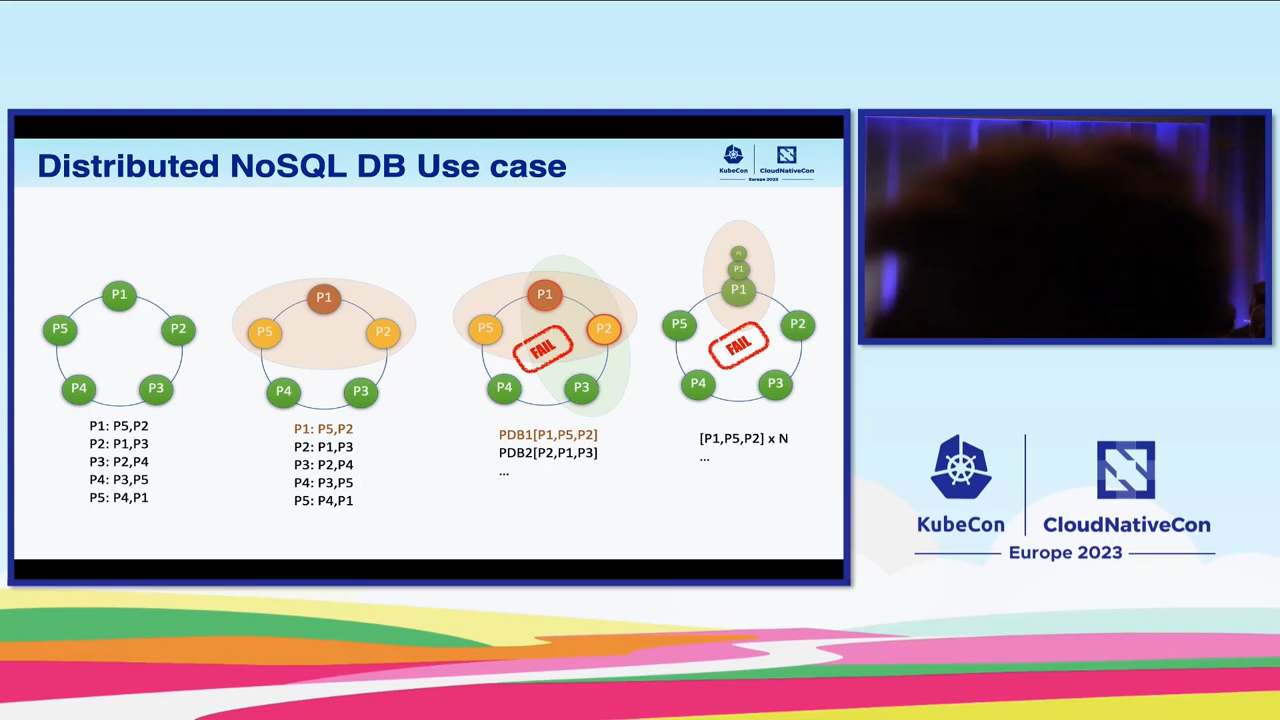 Distributed NoSQL DB Use case
KubeCon
CloudNativeCon
Europe 2023
P1
P5
P2
P4
P3
P1: P5,P2
P2: P1,P3
P3: P2,P4
P4: P3,P5
P5: P4,P1
P1
P5
P2
P4
P3
P1: P5,P2
P2: P1,P3
P3: P2,P4
P4: P3,P5
P5: P4,P1
P1
P5
P2
FAIL
P4
P3
PDB1[P1,P5,P2]
PDB2[P2,P1,P3]
...
P1
P1
P1
P5
P2
FAIL
P4
P3
[P1,P5,P2] x N
...
KubeCon
CloudNativeCon
Europe 2023